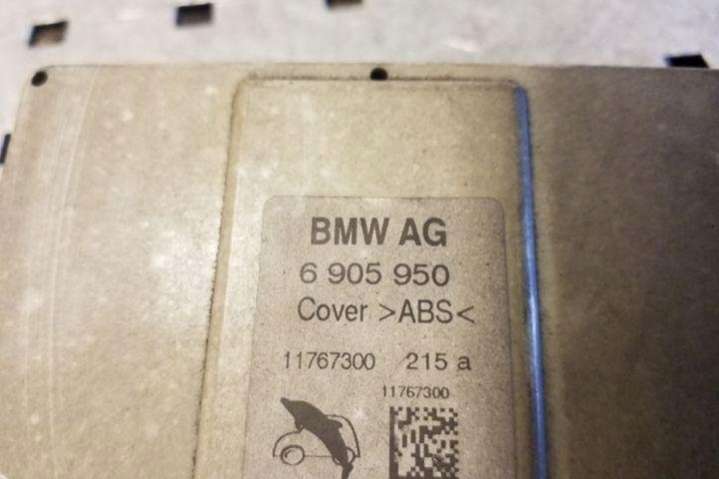 BMW AG
6 905 950
Cover >ABS<
11767300 215 a
11767300